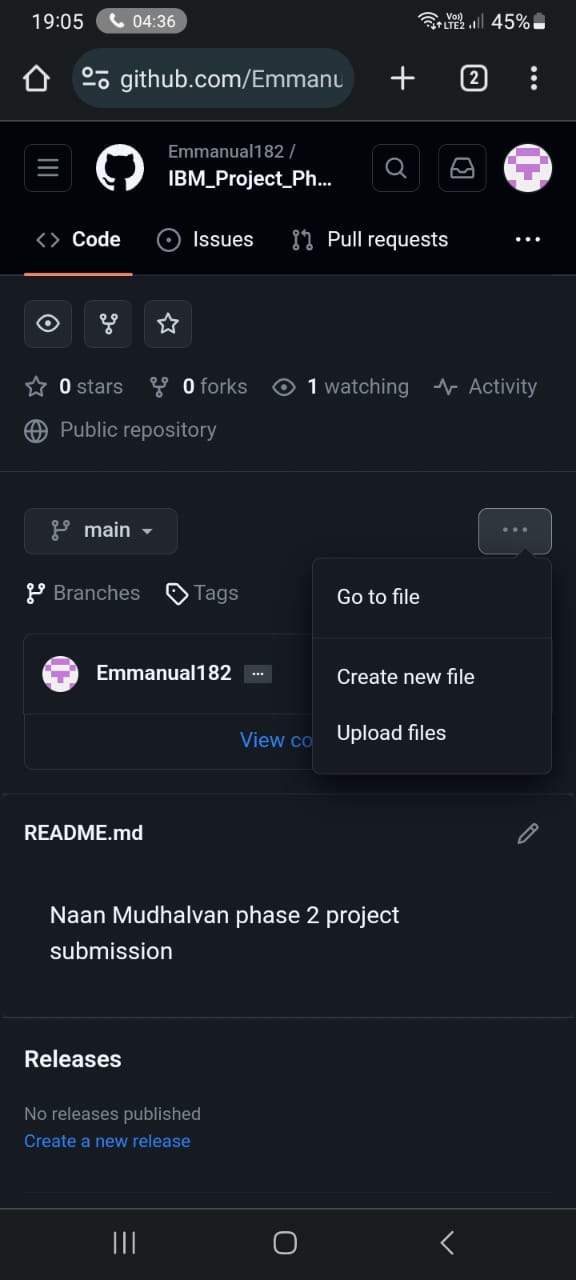 19:05 04:36 Vo)) LTE2 45%
github.com/Emmanu 2
Emmanual182 /
IBM_Project_Ph...
Code Issues Pull requests
0 stars 0 forks 1 watching Activity
Public repository
main
Branches Tags
Go to file
Emmanual182
Create new file
View co
Upload files
README.md
Naan Mudhalvan phase 2 project
submission
Releases
No releases published
Create a new release